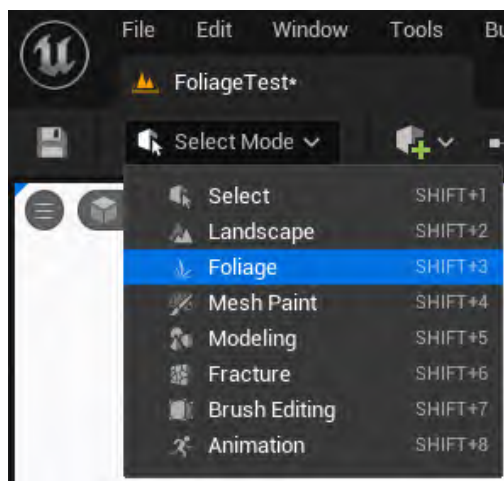 File Edit Window Tools
FoliageTest*
Select Mode
Select SHIFT+1
Landscape SHIFT+2
Foliage SHIFT+3
Mesh Paint SHIFT+4
Modeling SHIFT+5
Fracture SHIFT+6
Brush Editing SHIFT+7
Animation SHIFT+8